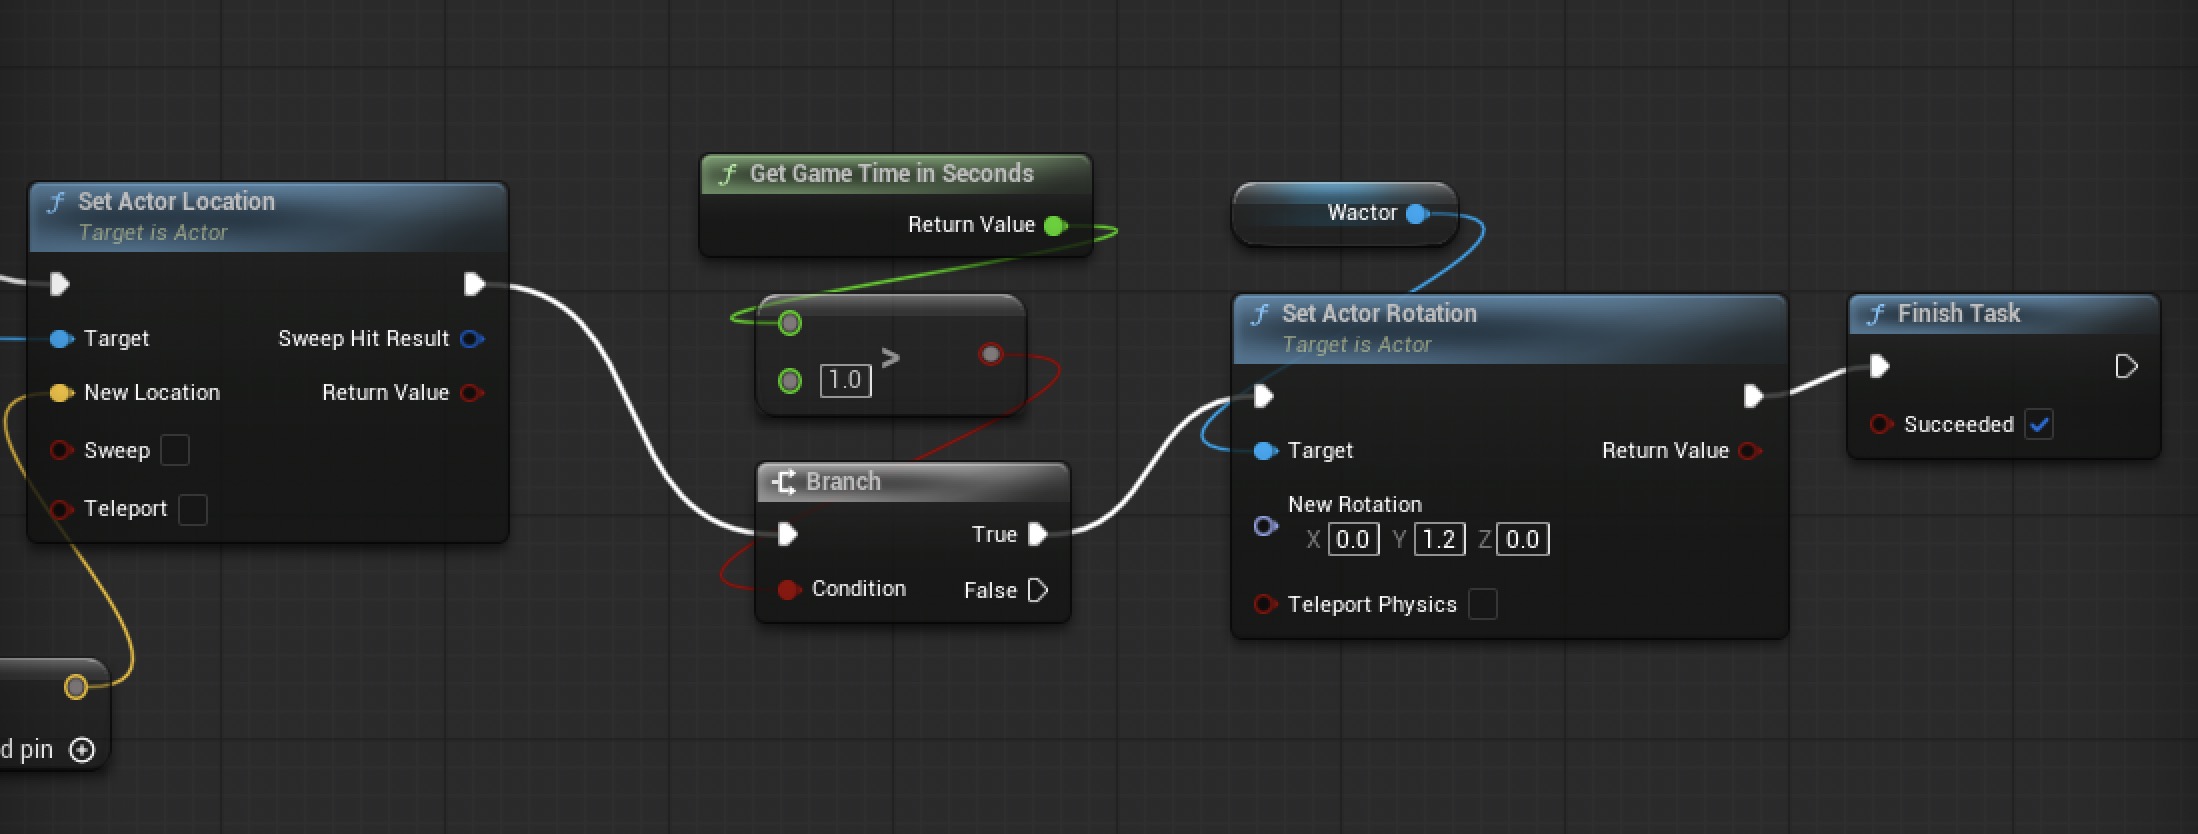 Set Actor Location
Target is Actor
Target
Sweep Hit Result
New Location
Return Value
Sweep
Teleport
d pin
Get Game Time in Seconds
Return Value
>
1.0
Branch
True
Condition
False
Wactor
Set Actor Rotation
Target is Actor
Target
Return Value
New Rotation
X 0.0 Y 1.2 Z 0.0
Teleport Physics
Finish Task
Succeeded